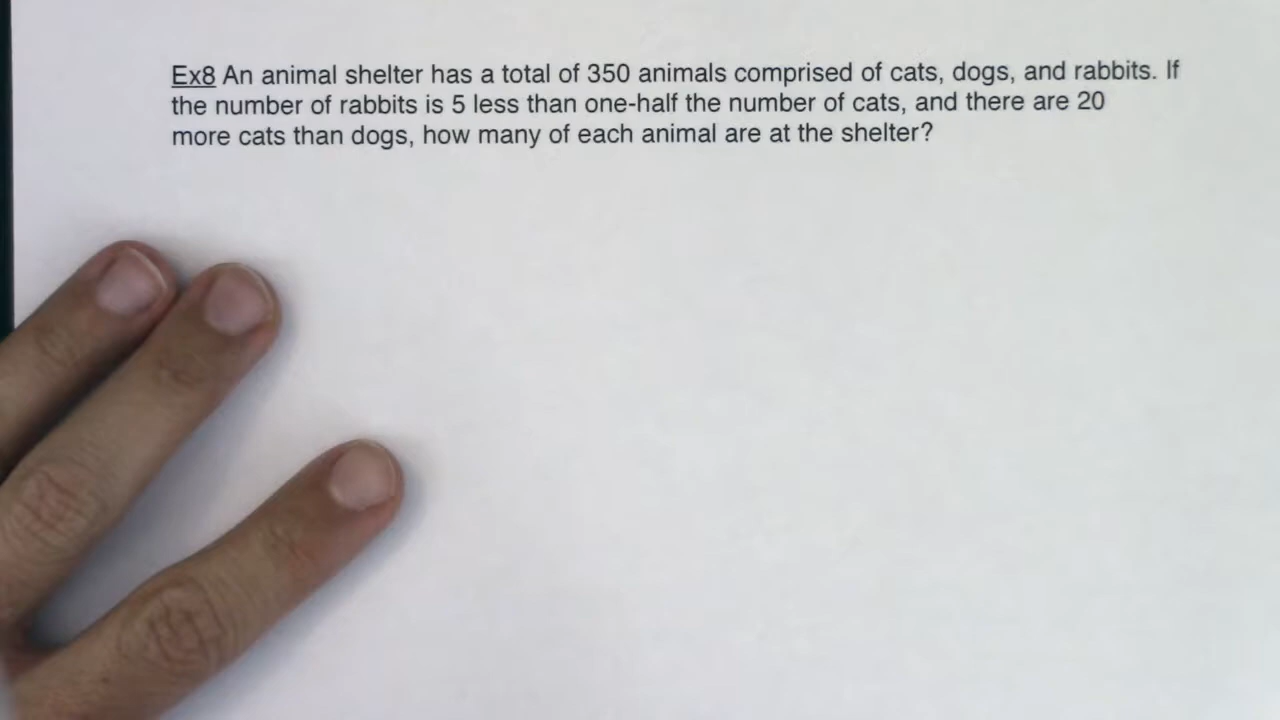 Ex8 An animal shelter has a total of 350 animals comprised of cats, dogs, and rabbits. If
the number of rabbits is 5 less than one-half the number of cats, and there are 20
more cats than dogs, how many of each animal are at the shelter?